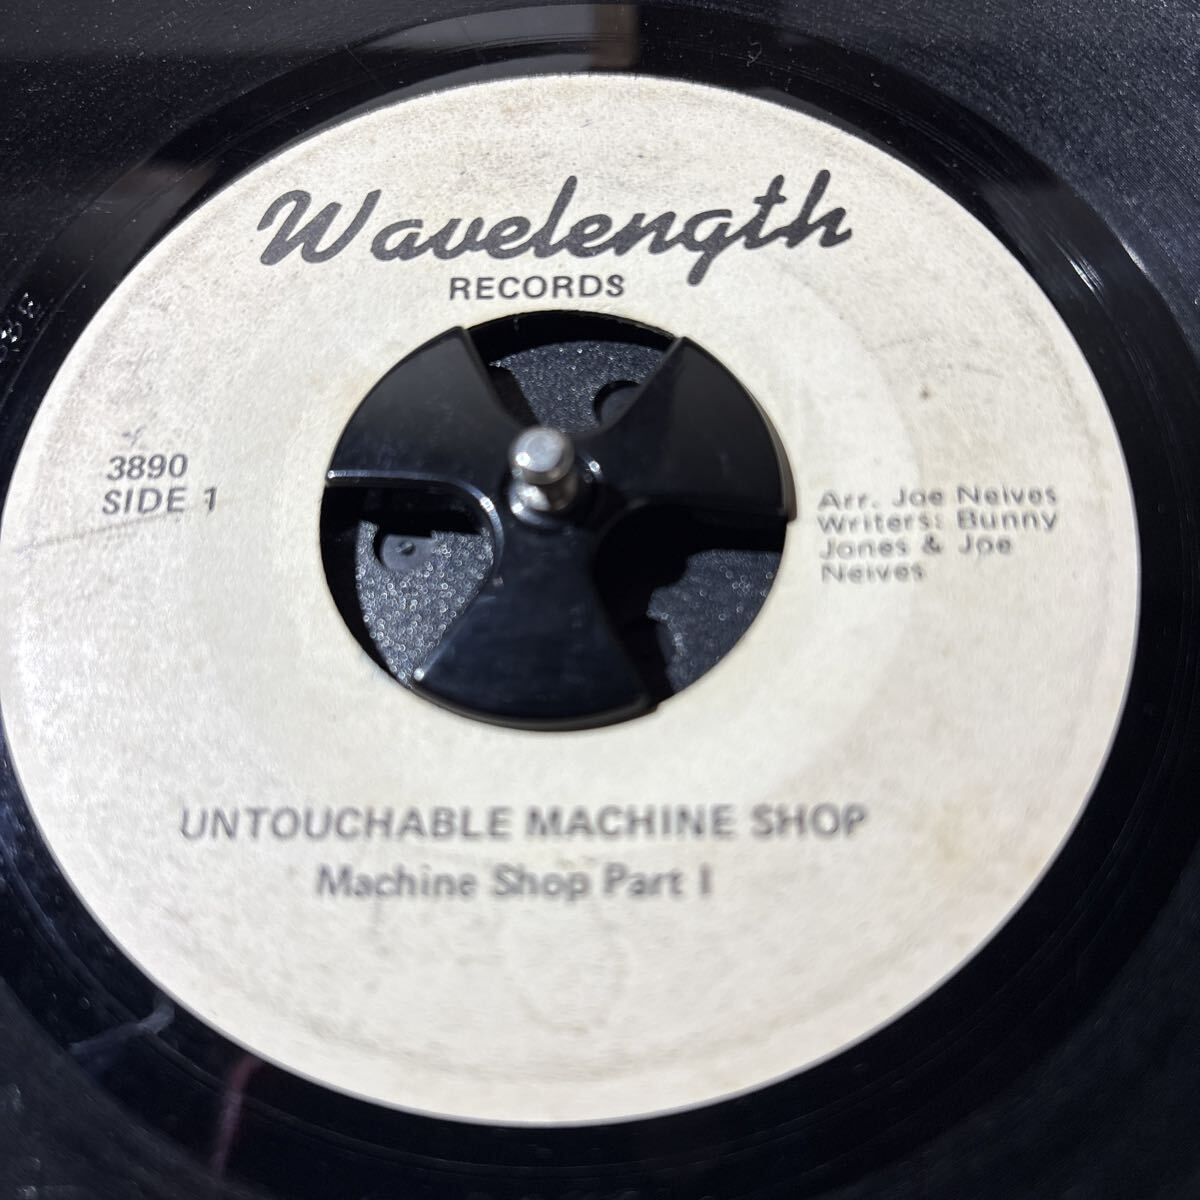 Wavelength
RECORDS
3890
SIDE 1
Arr. Joe Neives
Writers: Bunny
Jones & Joe
Neives
UNTOUCHABLE MACHINE SHOP
Machine Shop Part I